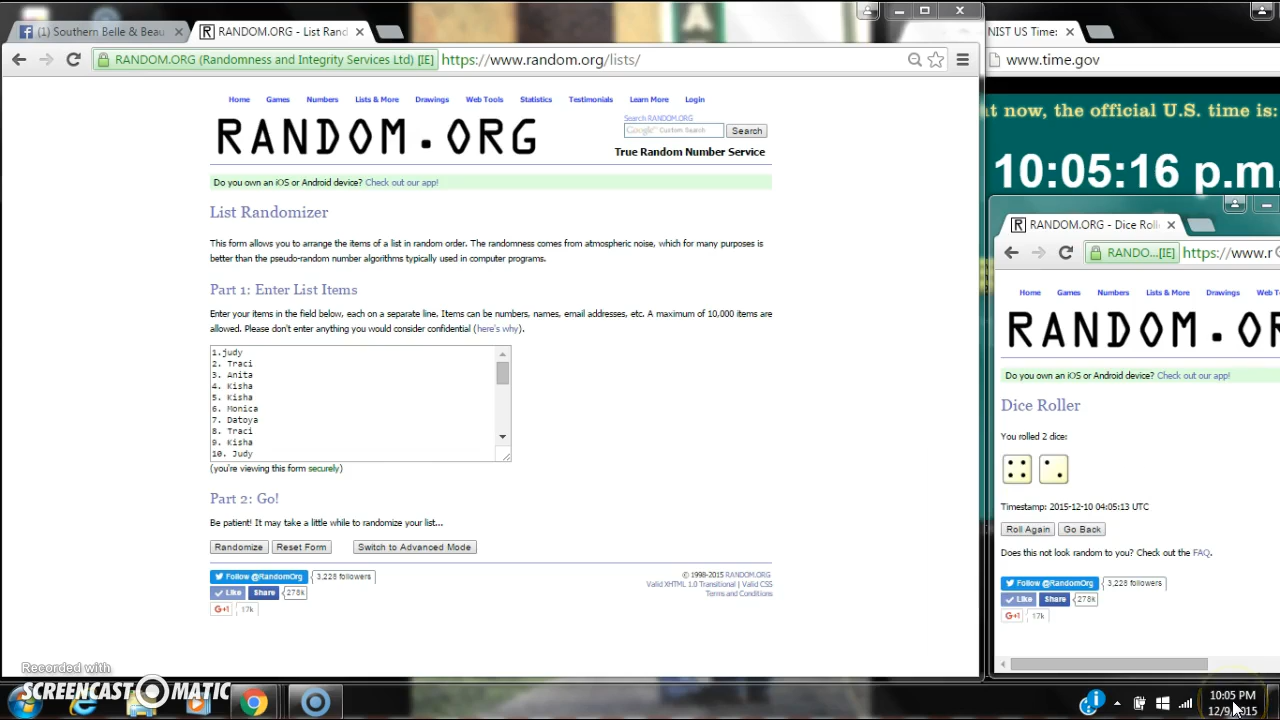 (1) Southern Belle & Beau
RANDOM.ORG - List Rand
RANDOM.ORG (Randomness and Integrity Services Ltd) [IE]
https://www.random.org/lists/
Home Games Numbers Lists & More Drawings Web Tools Statistics Testimonials Learn More Login
Search RANDOM.ORG
RANDOM.ORG
Google Custom Search
Search
True Random Number Service
Do you own an iOS or Android device? Check out our app!
List Randomizer
This form allows you to arrange the items of a list in random order. The randomness comes from atmospheric noise, which for many purposes is
better than the pseudo-random number algorithms typically used in computer programs.
Part 1: Enter List Items
Enter your items in the field below, each on a separate line. Items can be numbers, names, email addresses, etc. A maximum of 10,000 items are
allowed. Please don't enter anything you would consider confidential (here's why).
1.judy
2. Traci
3. Anita
4. Kisha
5. Kisha
6. Monica
7. Datoya
8. Traci
9. Kisha
10. Judy
(you're viewing this form securely)
Part 2: Go!
Be patient! It may take a little while to randomize your list...
Randomize Reset Form Switch to Advanced Mode
Follow @RandomOrg 3,228 followers
Like Share 278k
G+1 17k
© 1998-2015 RANDOM.ORG
Valid XHTML 1.0 Transitional | Valid CSS
Terms and Conditions
NIST US Time:
www.time.gov
t now, the official U.S. time is:
10:05:16 p.m.
RANDOM.ORG - Dice Roll
RANDO...[IE]
https://www.r
Home Games Numbers Lists & More Drawings Web T
RANDOM.OR
Do you own an iOS or Android device? Check out our app!
Dice Roller
You rolled 2 dice:
Timestamp: 2015-12-10 04:05:13 UTC
Roll Again Go Back
Does this not look random to you? Check out the FAQ.
Follow @RandomOrg 3,228 followers
Like Share 278k
G+1 17k
Recorded with
SCREENCAST-O-MATIC
10:05 PM
12/9/2015